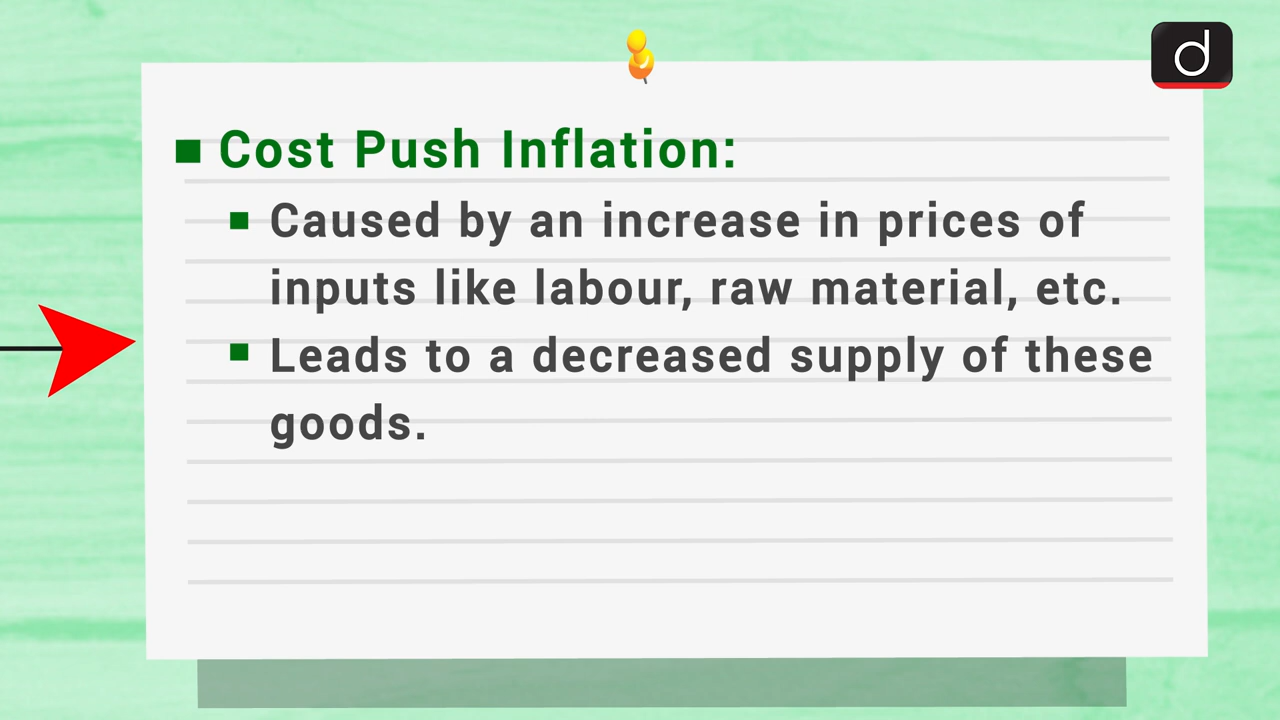 d
Cost Push Inflation:
Caused by an increase in prices of
inputs like labour, raw material, etc.
Leads to a decreased supply of these
goods.